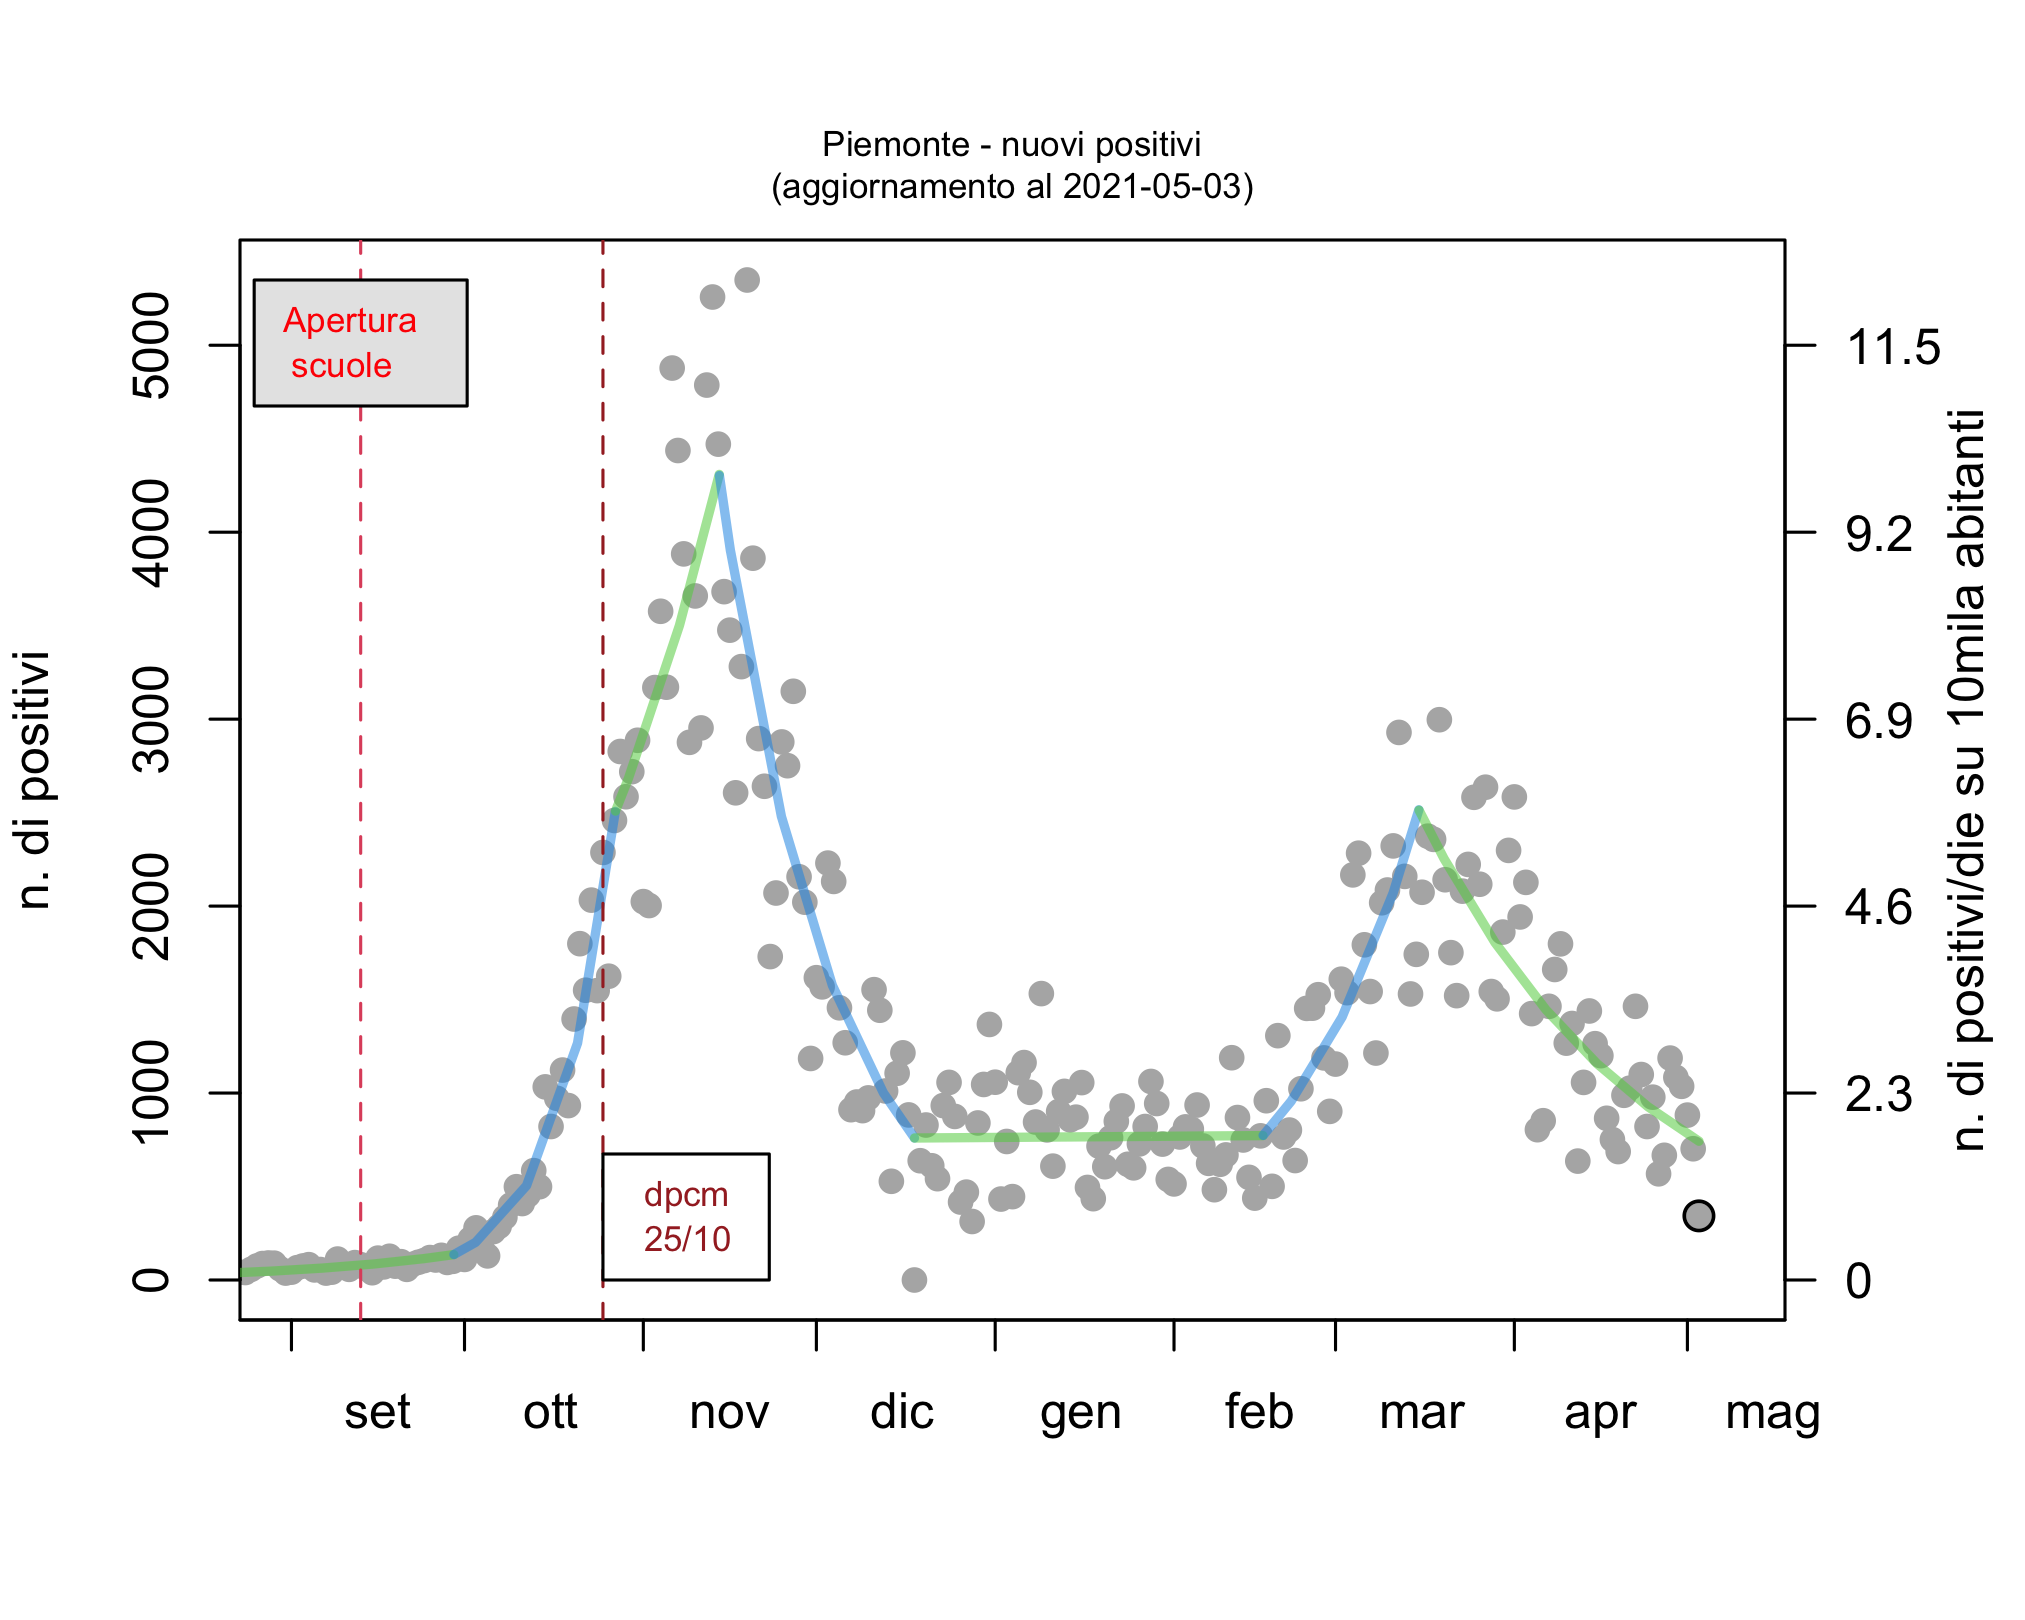 Piemonte - nuovi positivi
(aggiornamento al 2021-05-03)
Apertura
scuole
dpcm
25/10
n. di positivi
5000
4000
3000
2000
1000
0
11.5
9.2
6.9
4.6
2.3
0
n. di positivi/die su 10mila abitanti
set ott nov dic gen feb mar apr mag